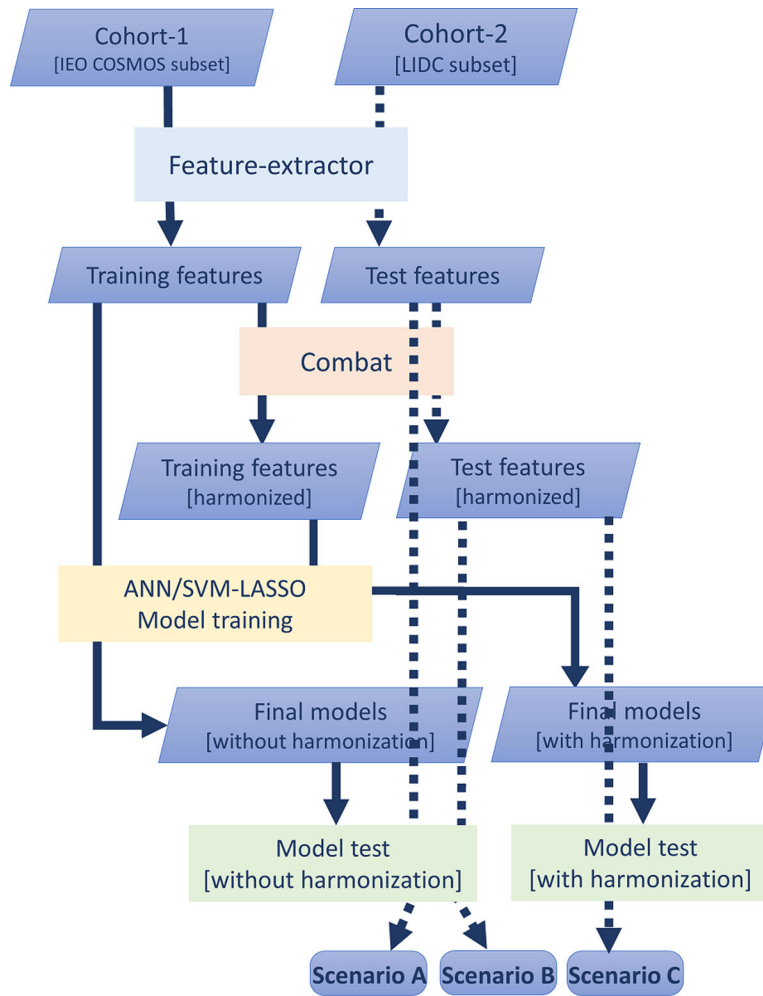 Cohort-1
[IEO COSMOS subset]
Cohort-2
[LIDC subset]
Feature-extractor
Training features
Test features
Combat
Training features
[harmonized]
Test features
[harmonized]
ANN/SVM-LASSO
Model training
Final models
[without harmonization]
Final models
[with harmonization]
Model test
[without harmonization]
Model test
[with harmonization]
Scenario A
Scenario B
Scenario C